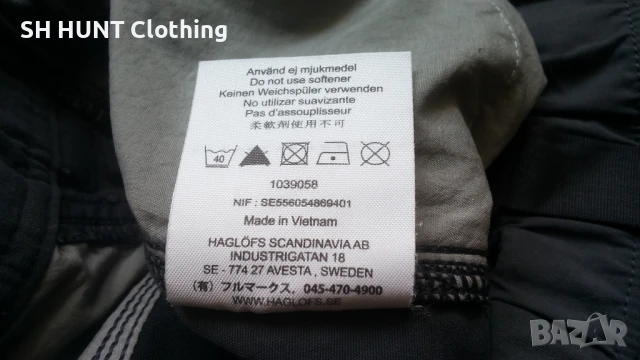 SH HUNT Clothing
Använd ej mjukmedel
Do not use softener
Keinen Weichspüler verwenden
No utilizar suavizante
Pas d'assouplisseur
柔軟剤使用不可
40
1039058
NIF : SE556054869401
Made in Vietnam
HAGLÖFS SCANDINAVIA AB
INDUSTRIGATAN 18
SE - 774 27 AVESTA , SWEDEN
(有) フルマークス. 045-470-4900
WWW.HAGLOFS.SE
BAZAR